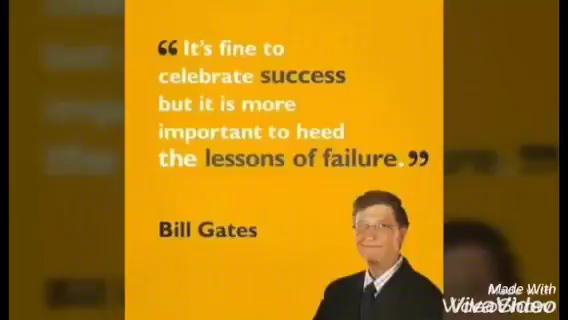 “ It's fine to
celebrate success
but it is more
important to heed
the lessons of failure. ”
Bill Gates
Made With
VivaVideo